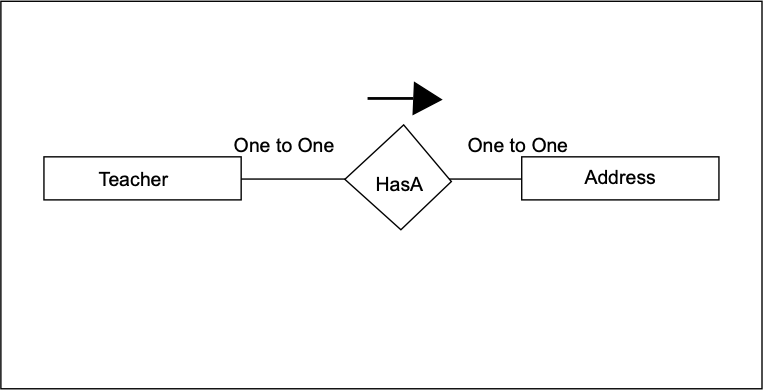 One to One
One to One
Teacher
HasA
Address